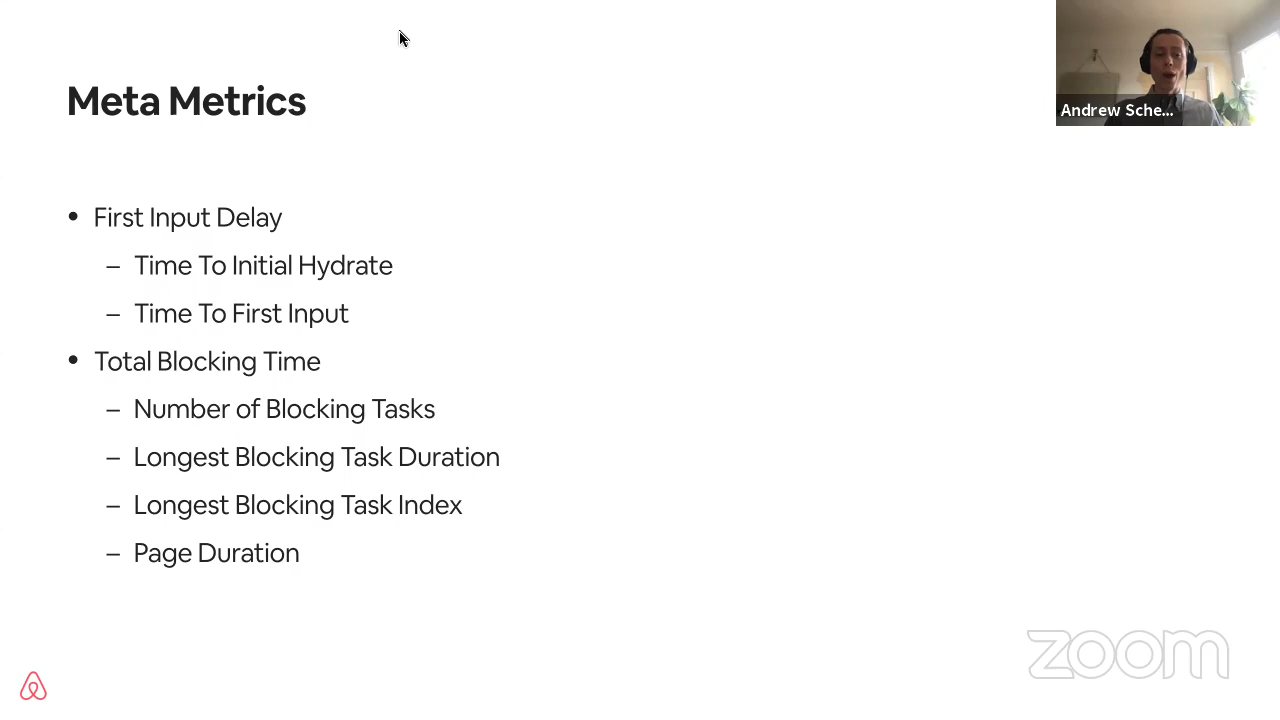 Meta Metrics
Andrew Sche...
• First Input Delay
– Time To Initial Hydrate
– Time To First Input
• Total Blocking Time
– Number of Blocking Tasks
– Longest Blocking Task Duration
– Longest Blocking Task Index
– Page Duration
zoom